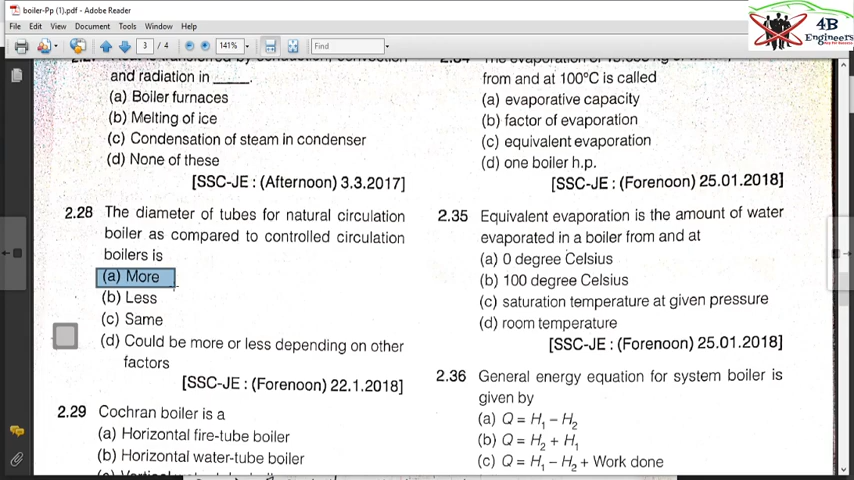 boiler-Pp (1).pdf - Adobe Reader
File Edit View Document Tools Window Help
3 / 4
141%
Find
4B
Engineers
and radiation in _____.
(a) Boiler furnaces
(b) Melting of ice
(c) Condensation of steam in condenser
(d) None of these
[SSC-JE : (Afternoon) 3.3.2017]
2.28 The diameter of tubes for natural circulation
boiler as compared to controlled circulation
boilers is
(a) More
(b) Less
(c) Same
(d) Could be more or less depending on other
factors
[SSC-JE : (Forenoon) 22.1.2018]
2.29 Cochran boiler is a
(a) Horizontal fire-tube boiler
(b) Horizontal water-tube boiler
from and at 100°C is called
(a) evaporative capacity
(b) factor of evaporation
(c) equivalent evaporation
(d) one boiler h.p.
[SSC-JE : (Forenoon) 25.01.2018]
2.35 Equivalent evaporation is the amount of water
evaporated in a boiler from and at
(a) 0 degree Celsius
(b) 100 degree Celsius
(c) saturation temperature at given pressure
(d) room temperature
[SSC-JE : (Forenoon) 25.01.2018]
2.36 General energy equation for system boiler is
given by
(a) Q = H₁ − H₂
(b) Q = H₂ + H₁
(c) Q = H₁ − H₂ + Work done